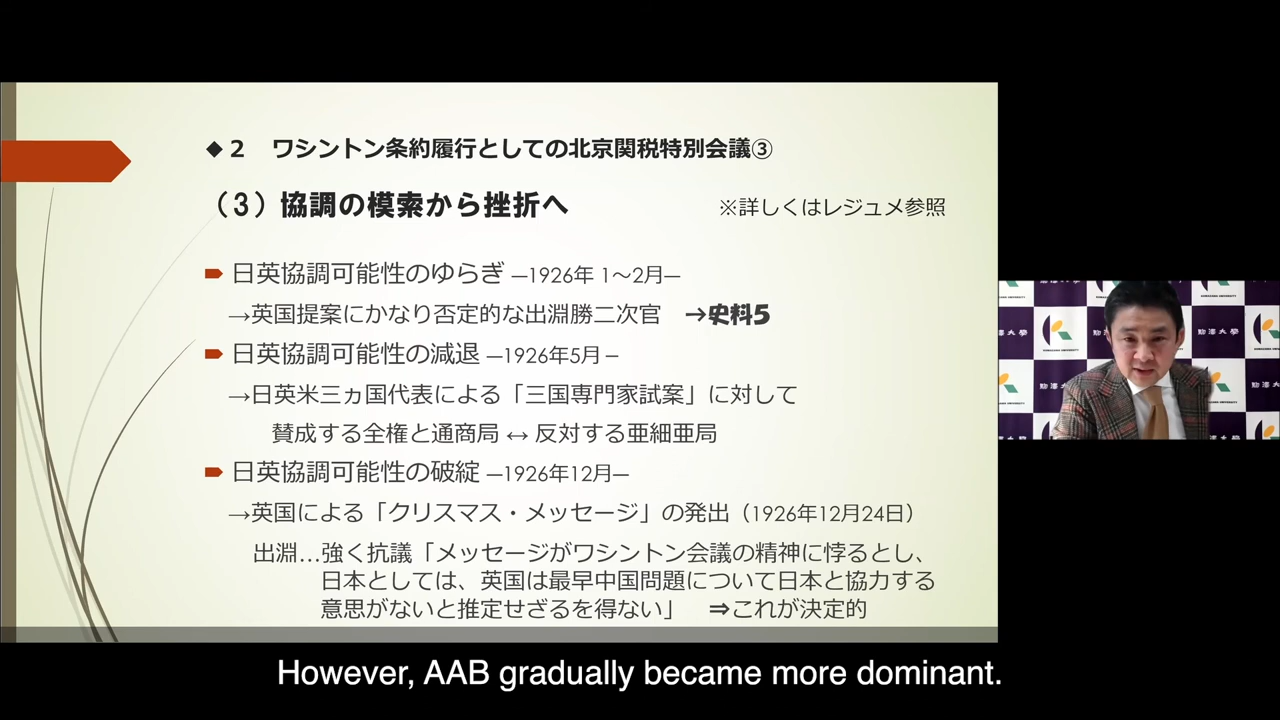 ◆２　ワシントン条約履行としての北京関税特別会議③
（３）協調の模索から挫折へ
※詳しくはレジュメ参照
日英協調可能性のゆらぎ ―1926年 1～2月―
→英国提案にかなり否定的な出淵勝二次官　→史料5
日英協調可能性の減退 ―1926年5月 –
→日英米三ヵ国代表による「三国専門家試案」に対して
賛成する全権と通商局 ↔ 反対する亜細亜局
日英協調可能性の破綻 ―1926年12月―
→英国による「クリスマス・メッセージ」の発出（1926年12月24日）
出淵…強く抗議「メッセージがワシントン会議の精神に悖るとし、
日本としては、英国は最早中国問題について日本と協力する
意思がないと推定せざるを得ない」　⇒これが決定的
駒澤大學
KOMAZAWA UNIVERSITY
However, AAB gradually became more dominant.